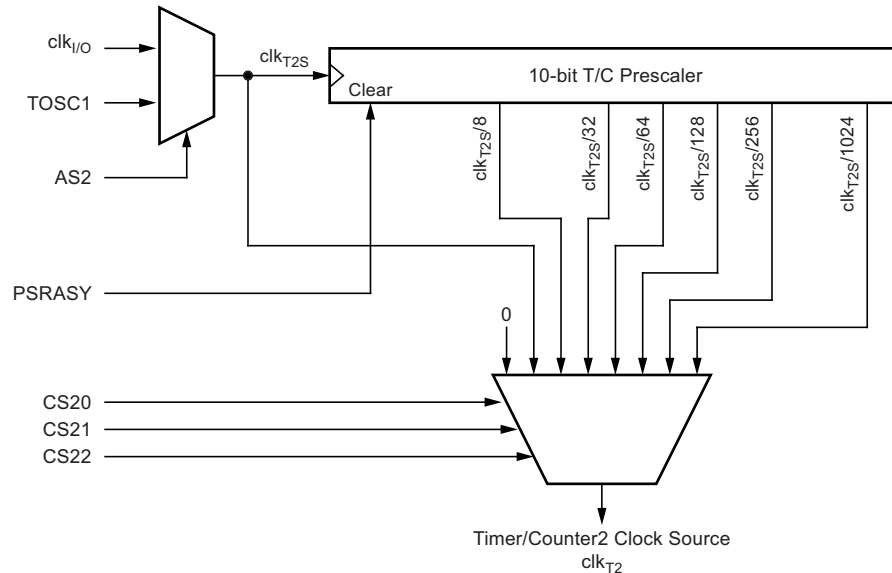 clkI/O
TOSC1
AS2
PSRASY
clkT2S
10-bit T/C Prescaler
Clear
clkT2S/8
clkT2S/32
clkT2S/64
clkT2S/128
clkT2S/256
clkT2S/1024
0
CS20
CS21
CS22
Timer/Counter2 Clock Source
clkT2